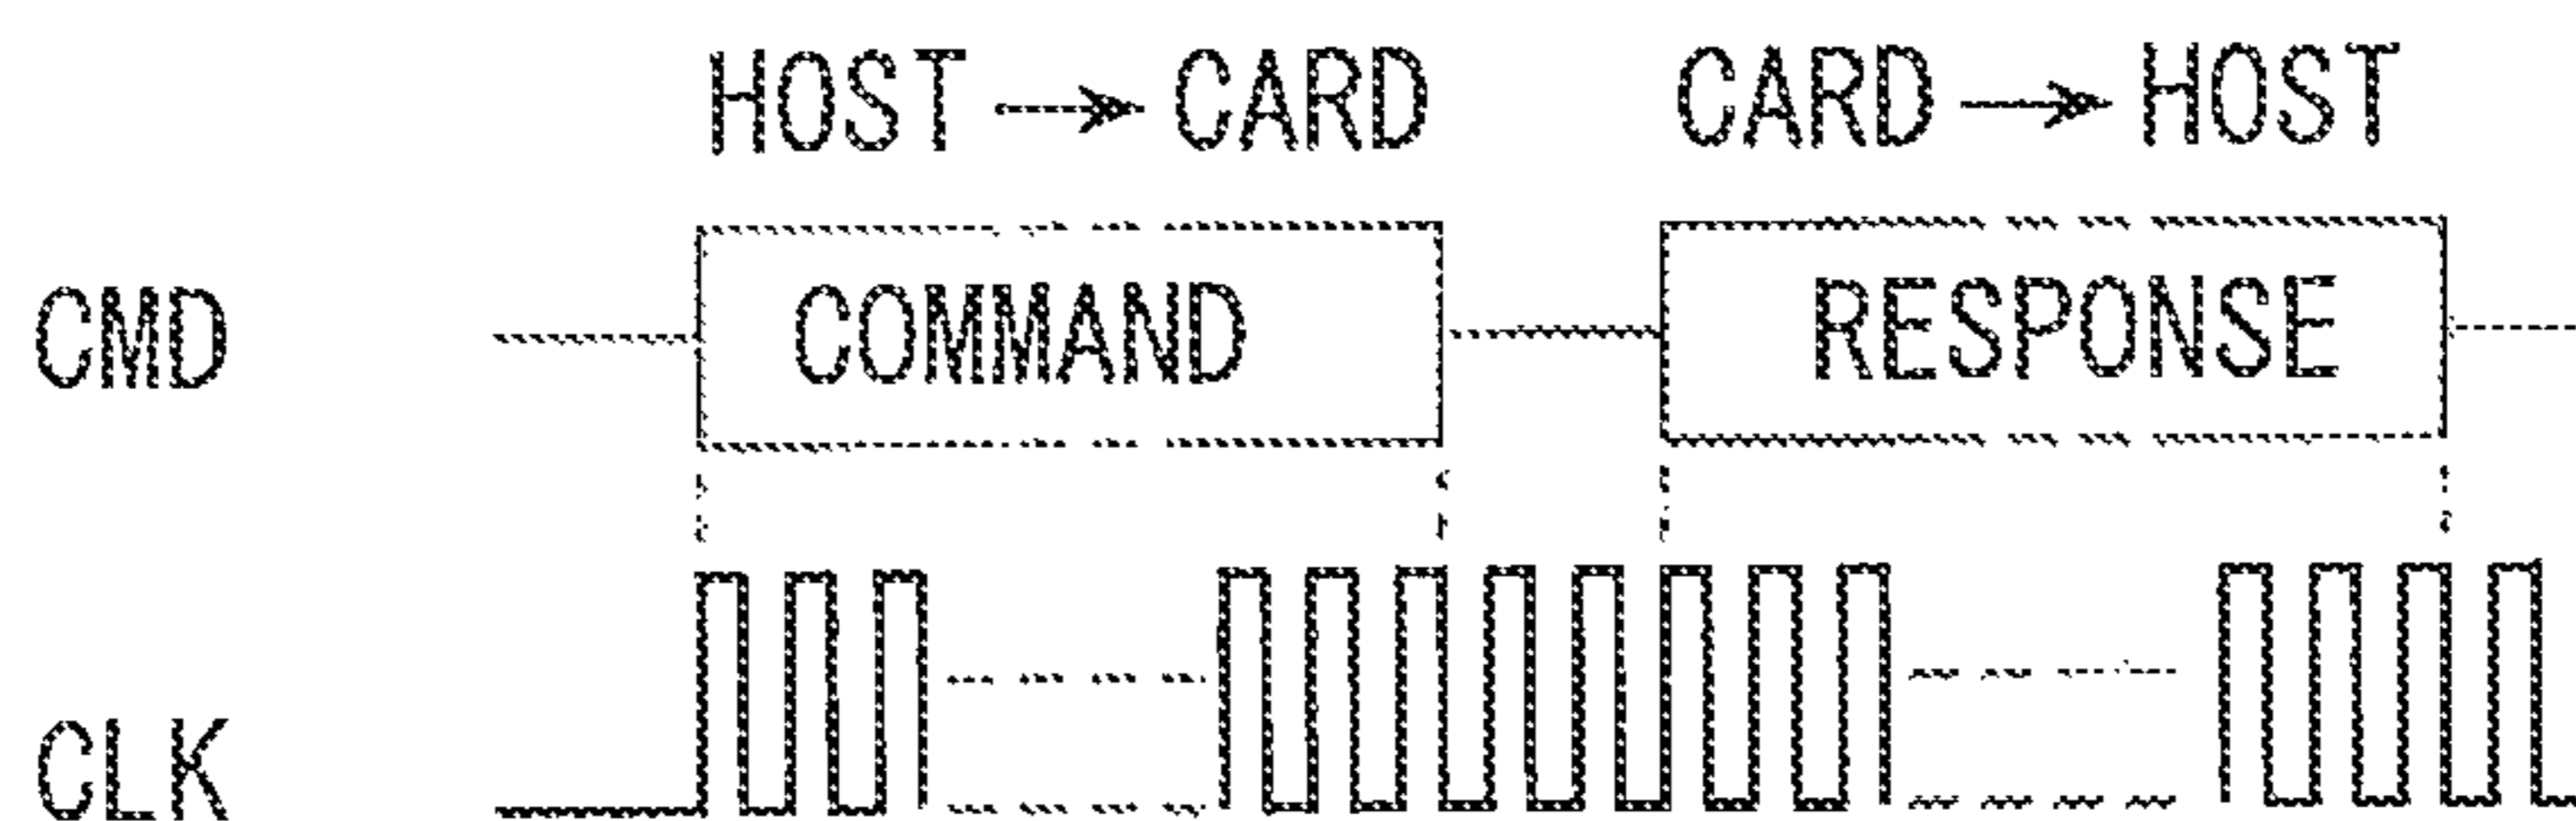 HOST → CARD CARD → HOST
CMD COMMAND RESPONSE
CLK